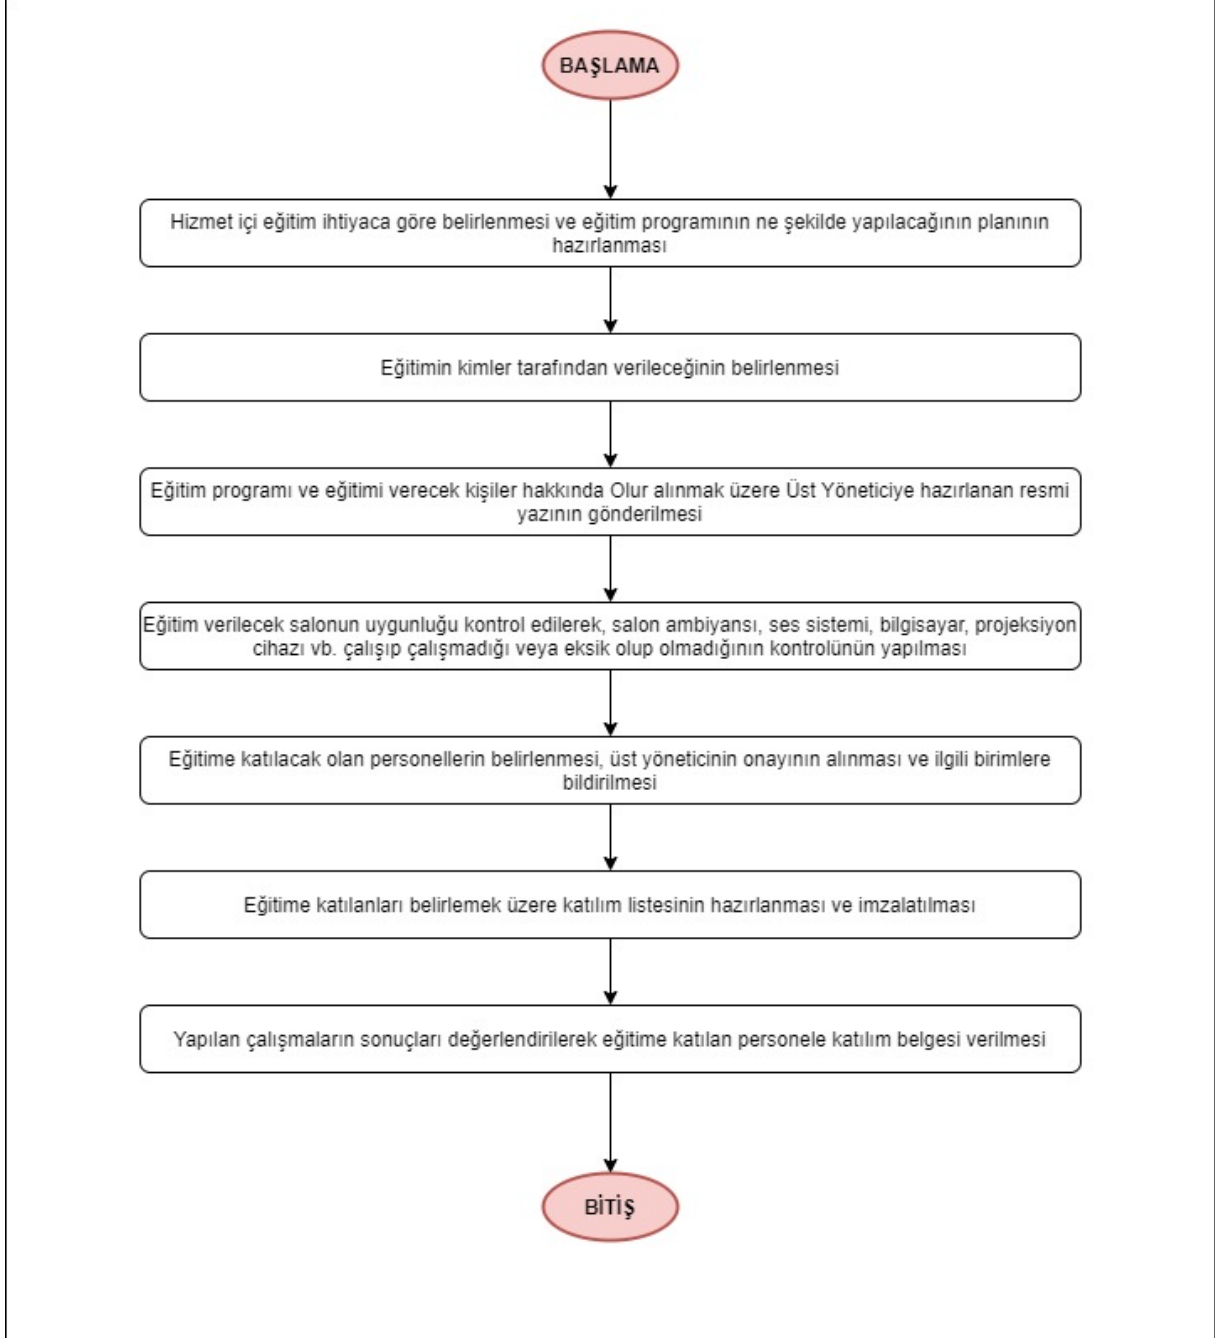 BAŞLAMA
Hizmet içi eğitim ihtiyaca göre belirlenmesi ve eğitim programının ne şekilde yapılacağının planının
hazırlanması
Eğitimin kimler tarafından verileceğinin belirlenmesi
Eğitim programı ve eğitimi verecek kişiler hakkında Olur alınmak üzere Üst Yöneticiye hazırlanan resmi
yazının gönderilmesi
Eğitim verilecek salonun uygunluğu kontrol edilerek, salon ambiyansı, ses sistemi, bilgisayar, projeksiyon
cihazı vb. çalışıp çalışmadığı veya eksik olup olmadığının kontrolünün yapılması
Eğitime katılacak olan personellerin belirlenmesi, üst yöneticinin onayının alınması ve ilgili birimlere
bildirilmesi
Eğitime katılanları belirlemek üzere katılım listesinin hazırlanması ve imzalatılması
Yapılan çalışmaların sonuçları değerlendirilerek eğitime katılan personele katılım belgesi verilmesi
BİTİŞ